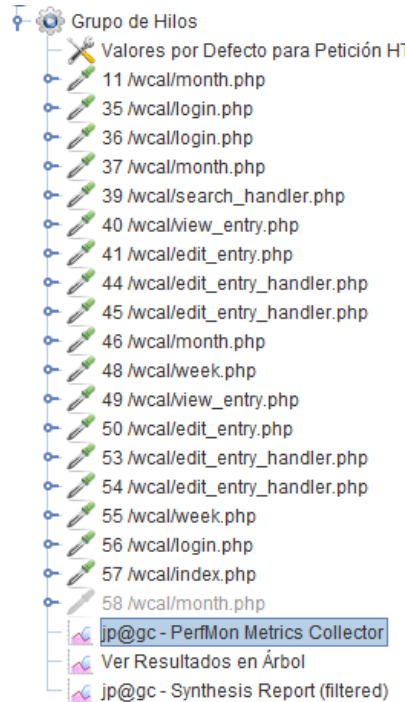 Grupo de Hilos
Valores por Defecto para Petición HT
11 /wcal/month.php
35 /wcal/login.php
36 /wcal/login.php
37 /wcal/month.php
39 /wcal/search_handler.php
40 /wcal/view_entry.php
41 /wcal/edit_entry.php
44 /wcal/edit_entry_handler.php
45 /wcal/edit_entry_handler.php
46 /wcal/month.php
48 /wcal/week.php
49 /wcal/view_entry.php
50 /wcal/edit_entry.php
53 /wcal/edit_entry_handler.php
54 /wcal/edit_entry_handler.php
55 /wcal/week.php
56 /wcal/login.php
57 /wcal/index.php
58 /wcal/month.php
jp@gc - PerfMon Metrics Collector
Ver Resultados en Árbol
jp@gc - Synthesis Report (filtered)